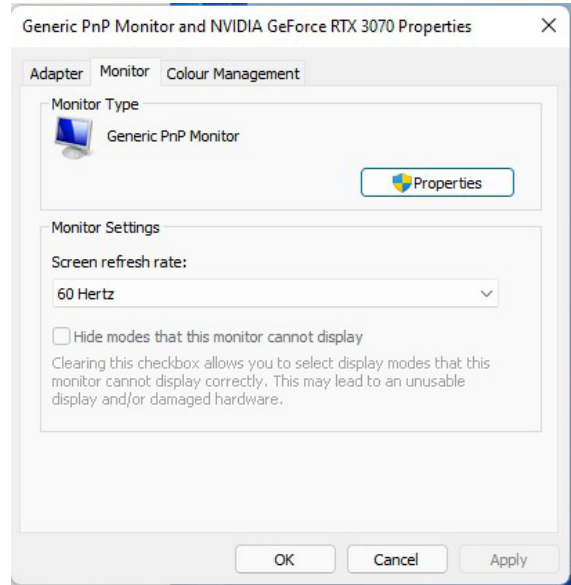 Generic PnP Monitor and NVIDIA GeForce RTX 3070 Properties
Adapter Monitor Colour Management
Monitor Type
Generic PnP Monitor
Properties
Monitor Settings
Screen refresh rate:
60 Hertz
Hide modes that this monitor cannot display
Clearing this checkbox allows you to select display modes that this
monitor cannot display correctly. This may lead to an unusable
display and/or damaged hardware.
OK Cancel Apply